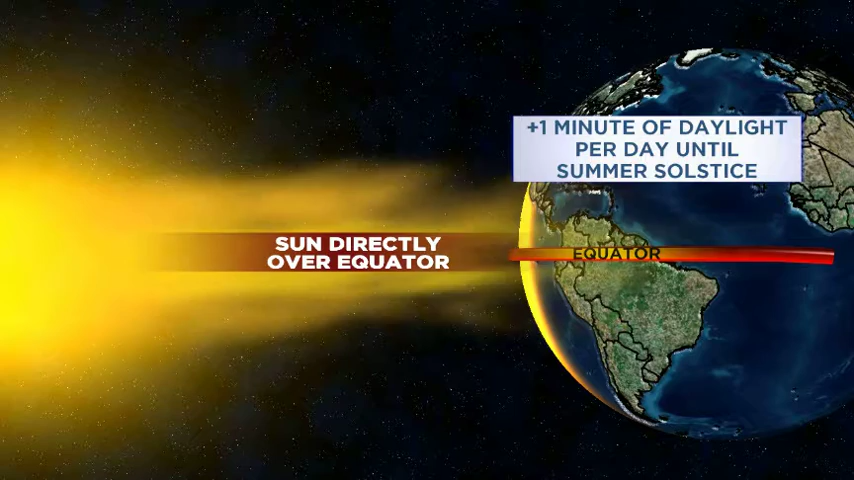 +1 MINUTE OF DAYLIGHT
PER DAY UNTIL
SUMMER SOLSTICE
SUN DIRECTLY
OVER EQUATOR
EQUATOR